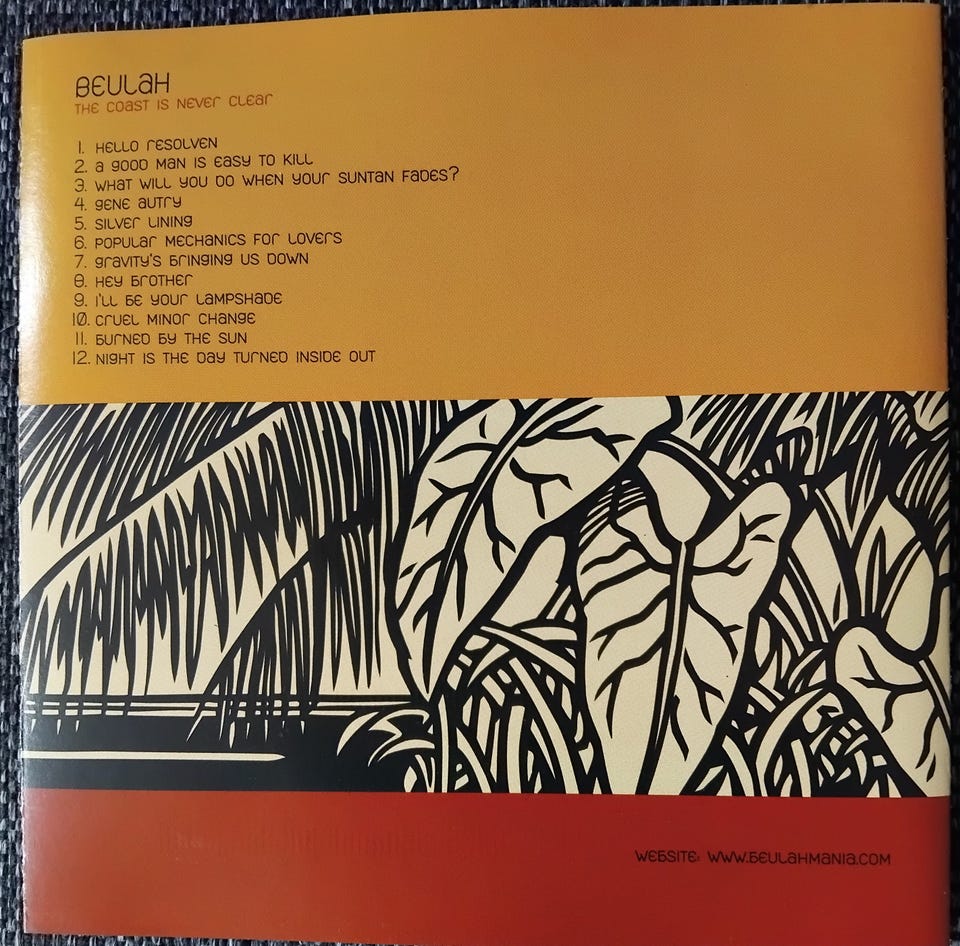 BEULAH
THE COAST IS NEVER CLEAR
1. HELLO RESOLVEN
2. A GOOD MAN IS EASY TO KILL
3. WHAT WILL YOU DO WHEN YOUR SUNTAN FADES?
4. GENE AUTRY
5. SILVER LINING
6. POPULAR MECHANICS FOR LOVERS
7. GRAVITY'S BRINGING US DOWN
8. HEY BROTHER
9. I'LL BE YOUR LAMPSHADE
10. CRUEL MINOR CHANGE
11. BURNED BY THE SUN
12. NIGHT IS THE DAY TURNED INSIDE OUT
WEBSITE: WWW.BEULAHMANIA.COM